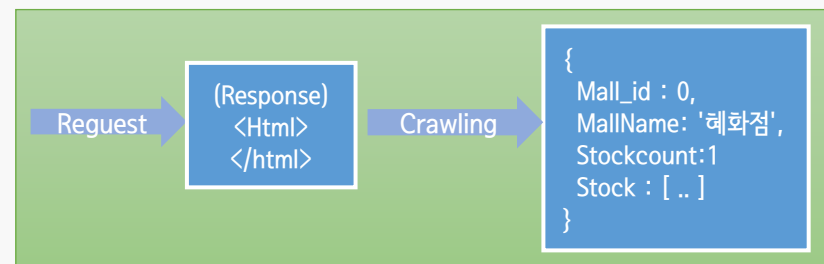 Reguest
(Response)
<Html>
</html>
Crawling
{
Mall_id : 0,
MallName: '혜화점',
Stockcount:1
Stock : [ .. ]
}